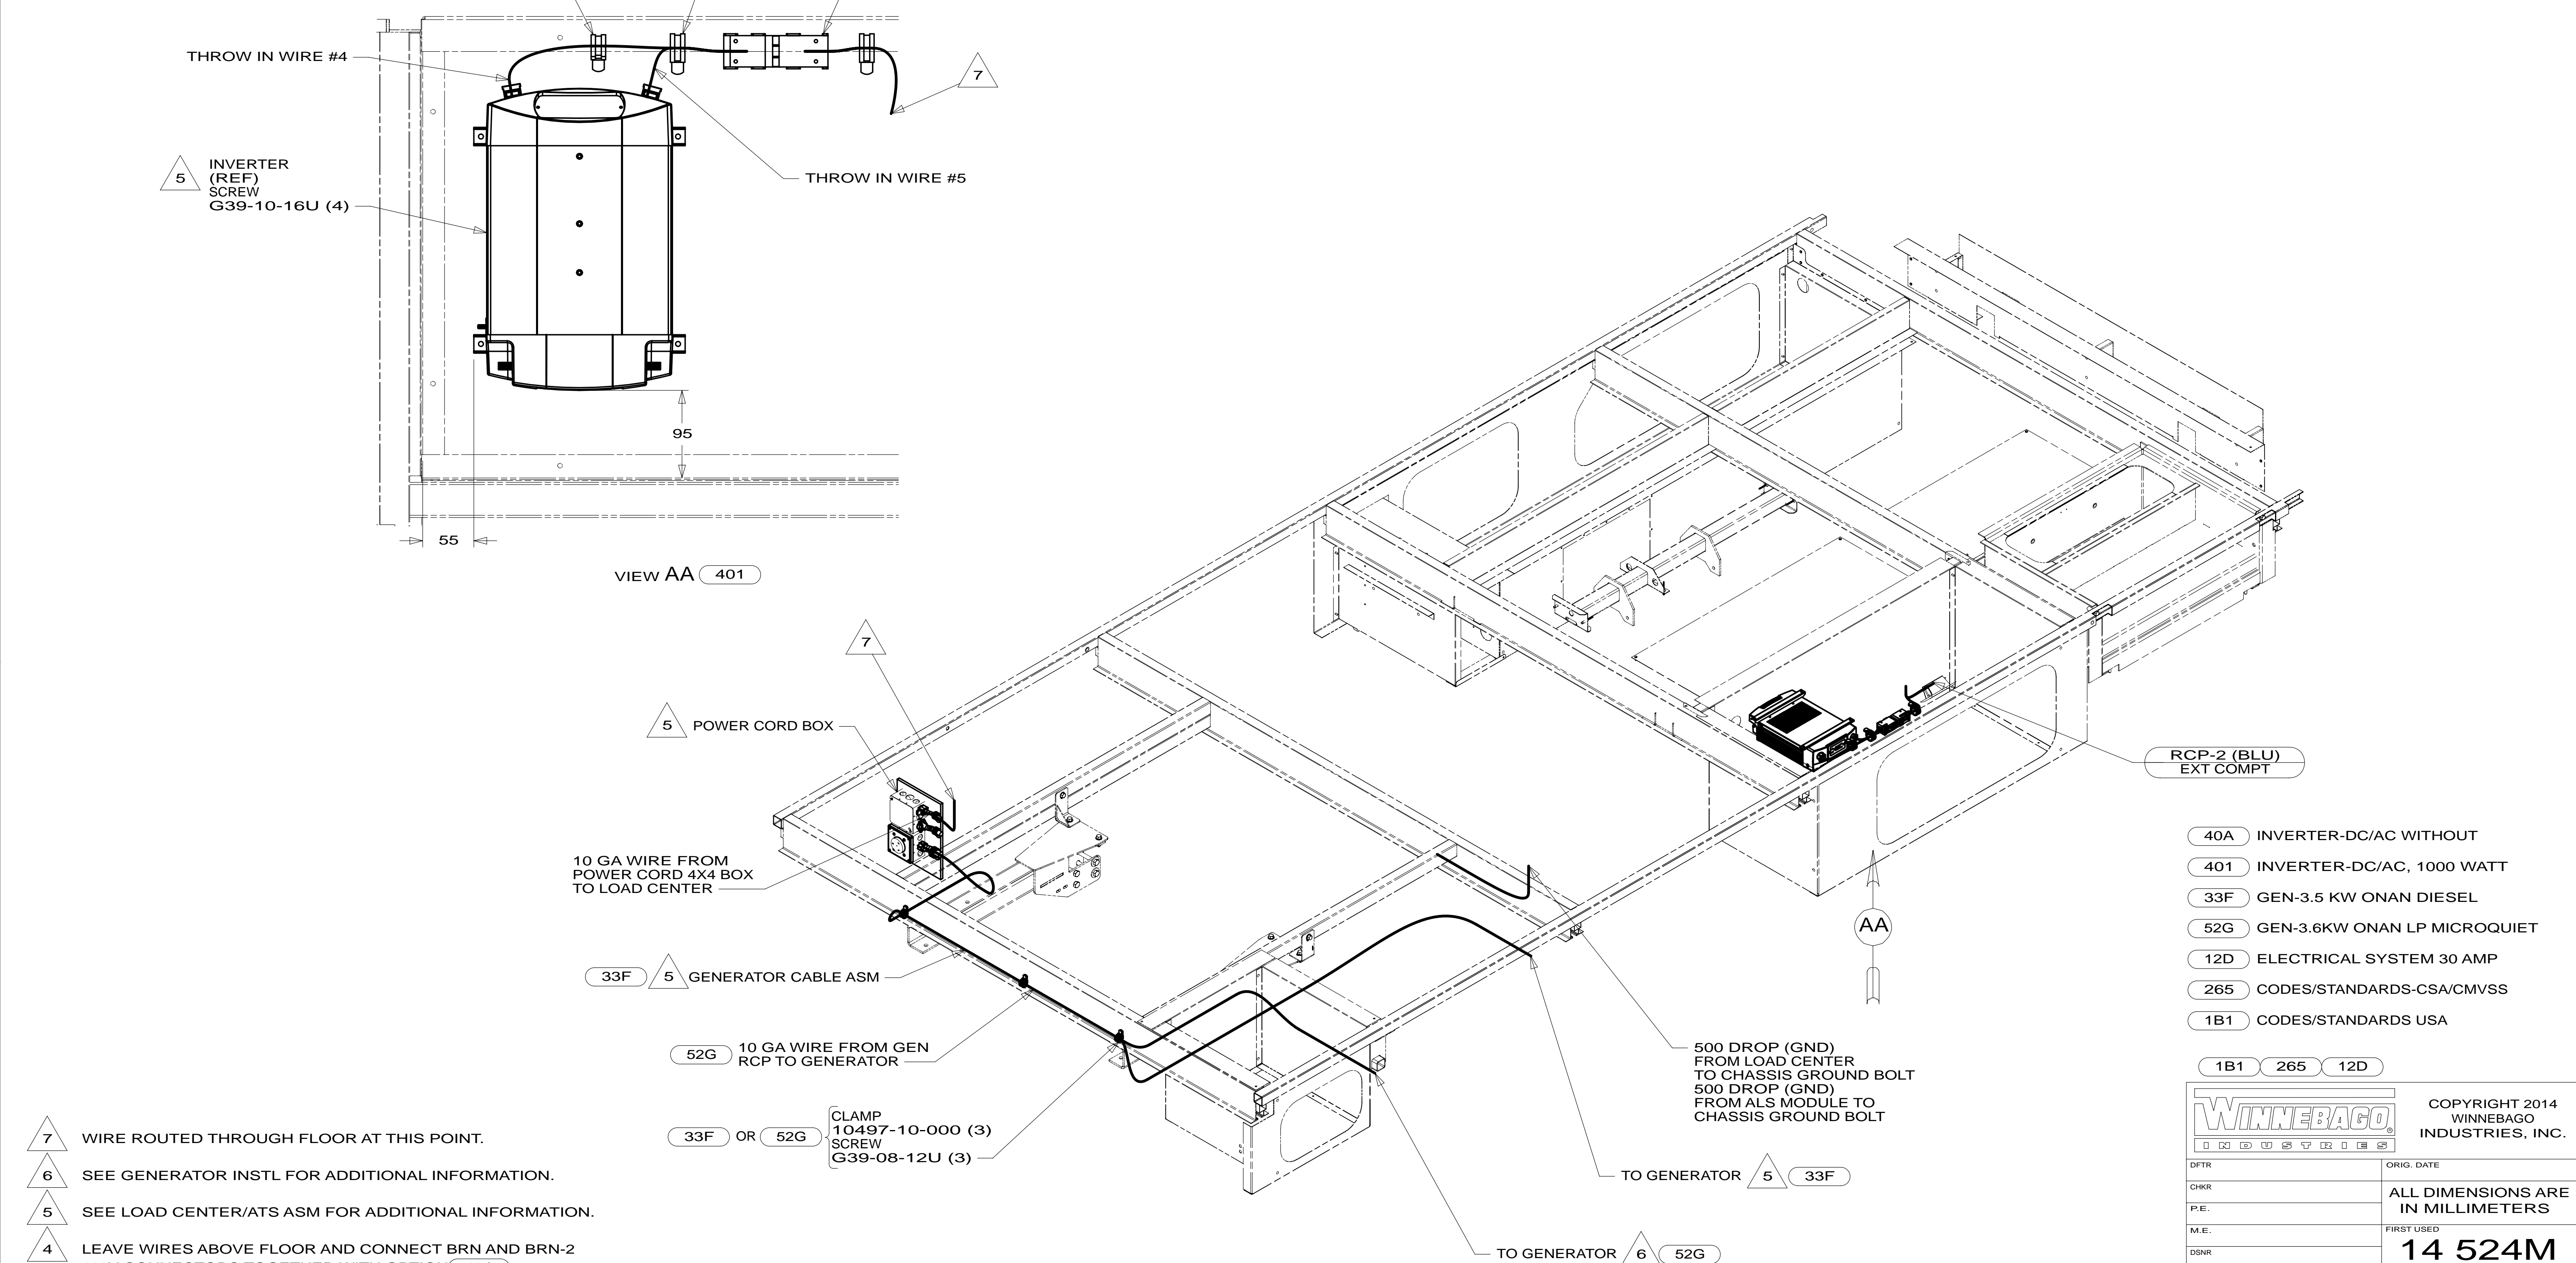 THROW IN WIRE #4
7
5
INVERTER
(REF)
SCREW
G39-10-16U (4)
THROW IN WIRE #5
95
55
VIEW AA 401
7
5 POWER CORD BOX
RCP-2 (BLU)
EXT COMPT
10 GA WIRE FROM
POWER CORD 4X4 BOX
TO LOAD CENTER
AA
33F 5 GENERATOR CABLE ASM
52G 10 GA WIRE FROM GEN
RCP TO GENERATOR
33F OR 52G
CLAMP
10497-10-000 (3)
SCREW
G39-08-12U (3)
500 DROP (GND)
FROM LOAD CENTER
TO CHASSIS GROUND BOLT
500 DROP (GND)
FROM ALS MODULE TO
CHASSIS GROUND BOLT
TO GENERATOR 5 33F
TO GENERATOR 6 52G
40A INVERTER-DC/AC WITHOUT
401 INVERTER-DC/AC, 1000 WATT
33F GEN-3.5 KW ONAN DIESEL
52G GEN-3.6KW ONAN LP MICROQUIET
12D ELECTRICAL SYSTEM 30 AMP
265 CODES/STANDARDS-CSA/CMVSS
1B1 CODES/STANDARDS USA
1B1 265 12D
7 WIRE ROUTED THROUGH FLOOR AT THIS POINT.
6 SEE GENERATOR INSTL FOR ADDITIONAL INFORMATION.
5 SEE LOAD CENTER/ATS ASM FOR ADDITIONAL INFORMATION.
4 LEAVE WIRES ABOVE FLOOR AND CONNECT BRN AND BRN-2
WINNEBAGO®
INDUSTRIES
COPYRIGHT 2014
WINNEBAGO
INDUSTRIES, INC.
DFTR
ORIG. DATE
CHKR
ALL DIMENSIONS ARE
IN MILLIMETERS
P.E.
M.E.
FIRST USED
14 524M
DSNR